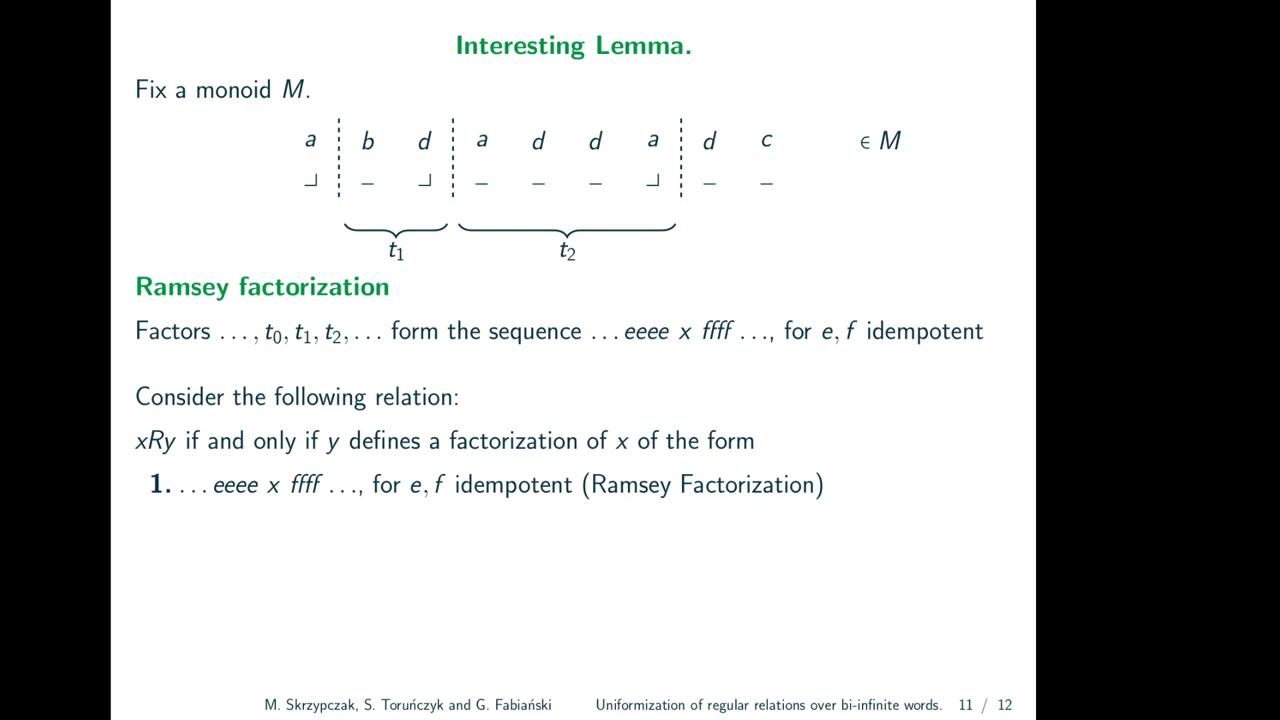 Interesting Lemma.
Fix a monoid M.
a b d a d d a d c ∈ M
⌟ – ⌟ – – – ⌟ – –
t₁ t₂
Ramsey factorization
Factors . . . , t₀, t₁, t₂, . . . form the sequence . . . eeee x ffff . . ., for e, f idempotent
Consider the following relation:
xRy if and only if y defines a factorization of x of the form
1. . . . eeee x ffff . . ., for e, f idempotent (Ramsey Factorization)
M. Skrzypczak, S. Toruńczyk and G. Fabiański Uniformization of regular relations over bi-infinite words. 11 / 12